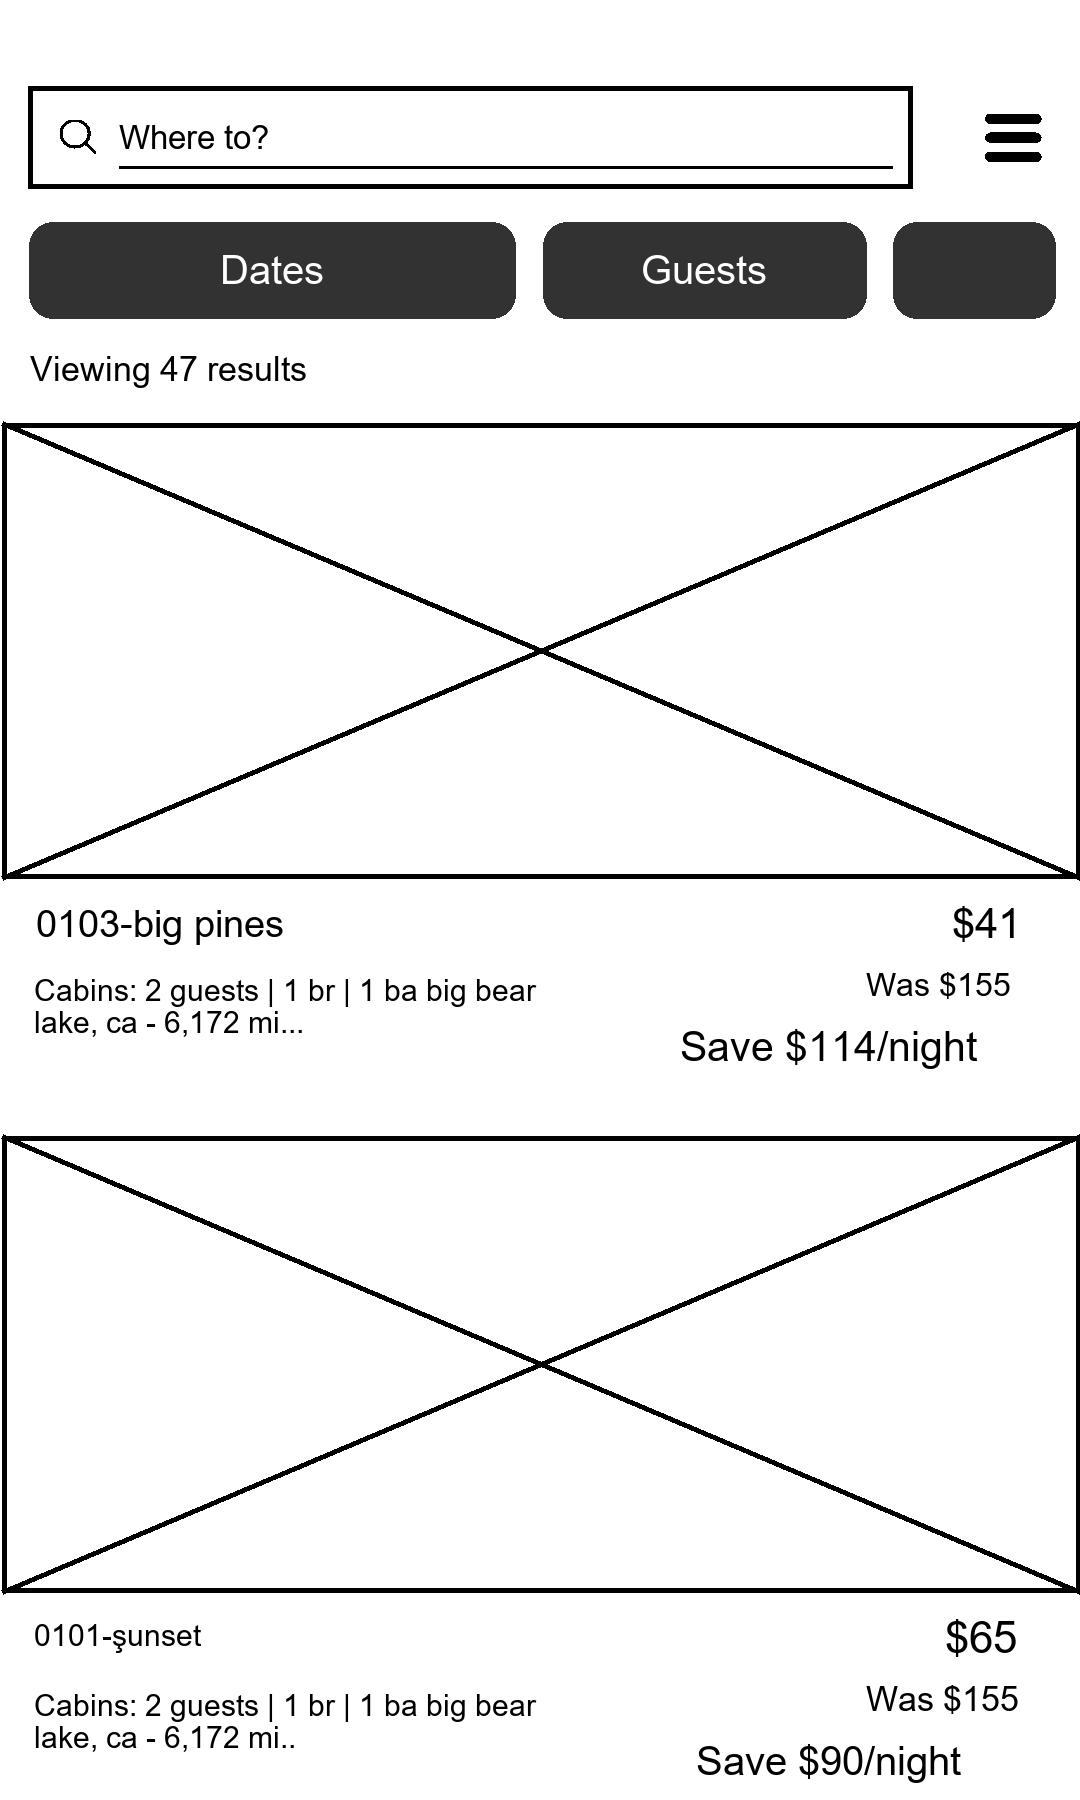 Where to?
Dates
Guests
Viewing 47 results
0103-big pines
$41
Cabins: 2 guests | 1 br | 1 ba big bear
lake, ca - 6,172 mi...
Was $155
Save $114/night
0101-şunset
$65
Cabins: 2 guests | 1 br | 1 ba big bear
lake, ca - 6,172 mi..
Was $155
Save $90/night